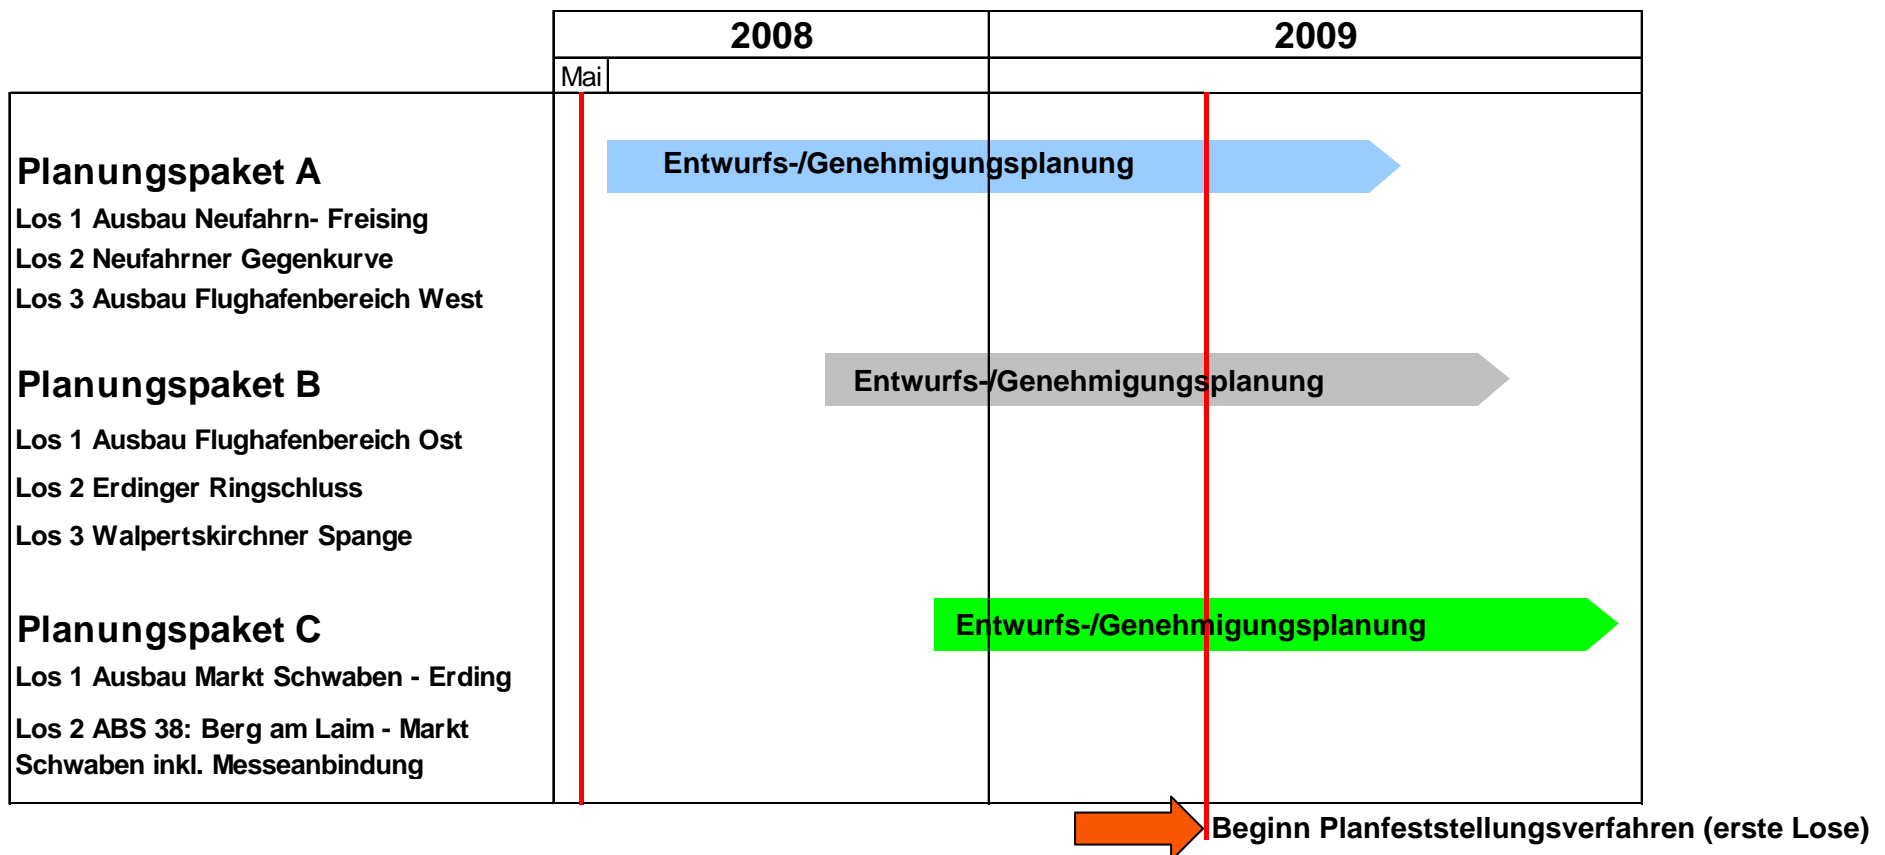 2008 2009
Mai
Planungspaket A
Entwurfs-/Genehmigungsplanung
Los 1 Ausbau Neufahrn- Freising
Los 2 Neufahrner Gegenkurve
Los 3 Ausbau Flughafenbereich West
Planungspaket B
Entwurfs-/Genehmigungsplanung
Los 1 Ausbau Flughafenbereich Ost
Los 2 Erdinger Ringschluss
Los 3 Walpertskirchner Spange
Planungspaket C
Entwurfs-/Genehmigungsplanung
Los 1 Ausbau Markt Schwaben - Erding
Los 2 ABS 38: Berg am Laim - Markt
Schwaben inkl. Messeanbindung
Beginn Planfeststellungsverfahren (erste Lose)